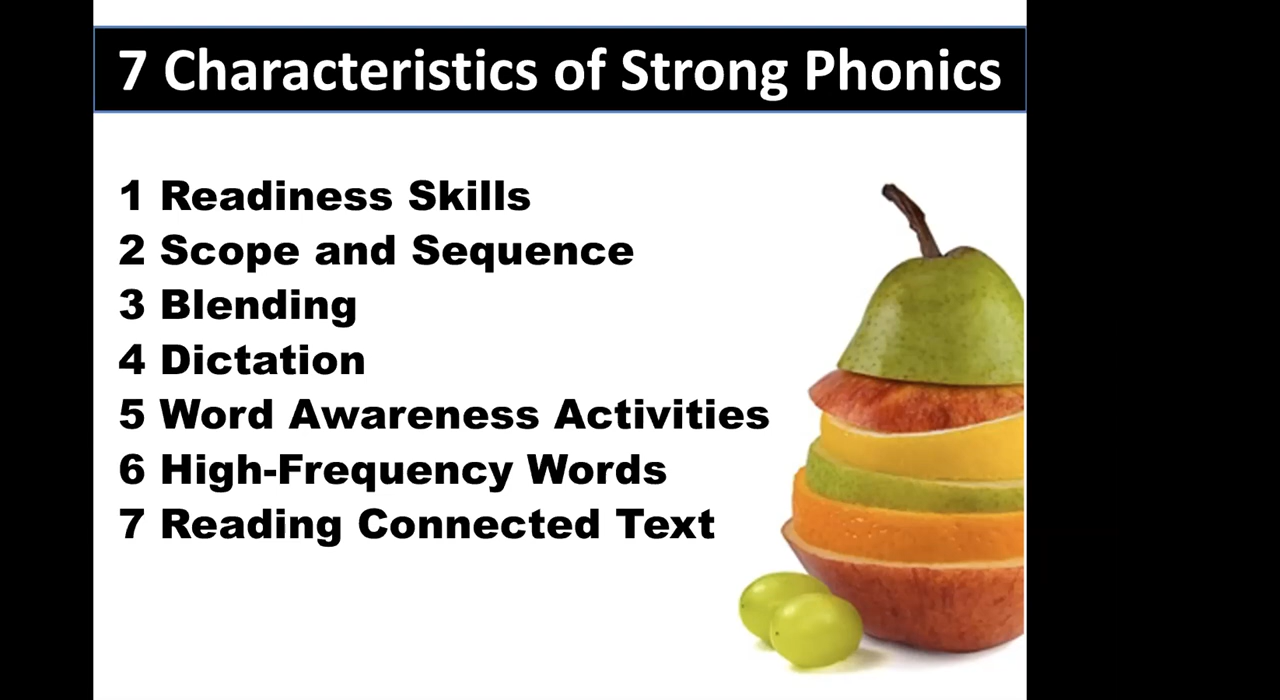 7 Characteristics of Strong Phonics
1 Readiness Skills
2 Scope and Sequence
3 Blending
4 Dictation
5 Word Awareness Activities
6 High-Frequency Words
7 Reading Connected Text